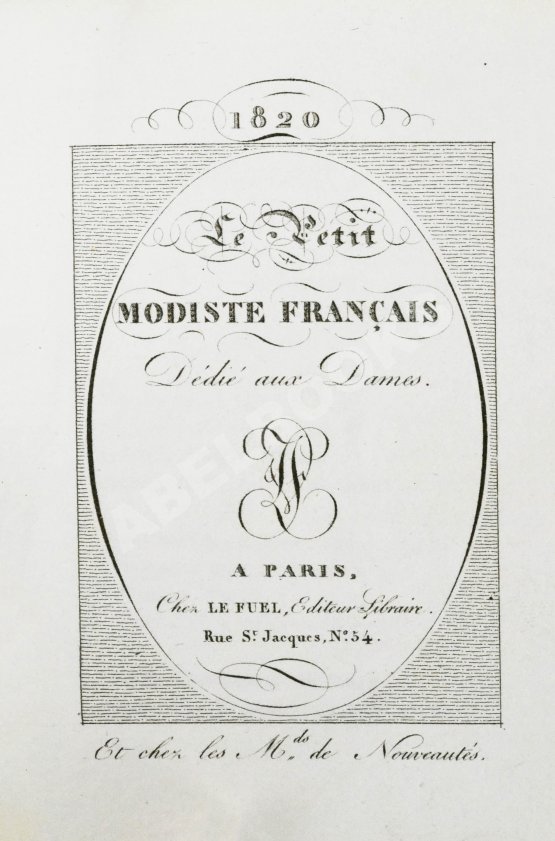 1820
Le Petit
MODISTE FRANÇAIS
Dédié aux Dames.
A PARIS,
Chez LE FUEL, Editeur Libraire.
Rue St. Jacques, No. 54.
Et chez les Mds. de Nouveautés.